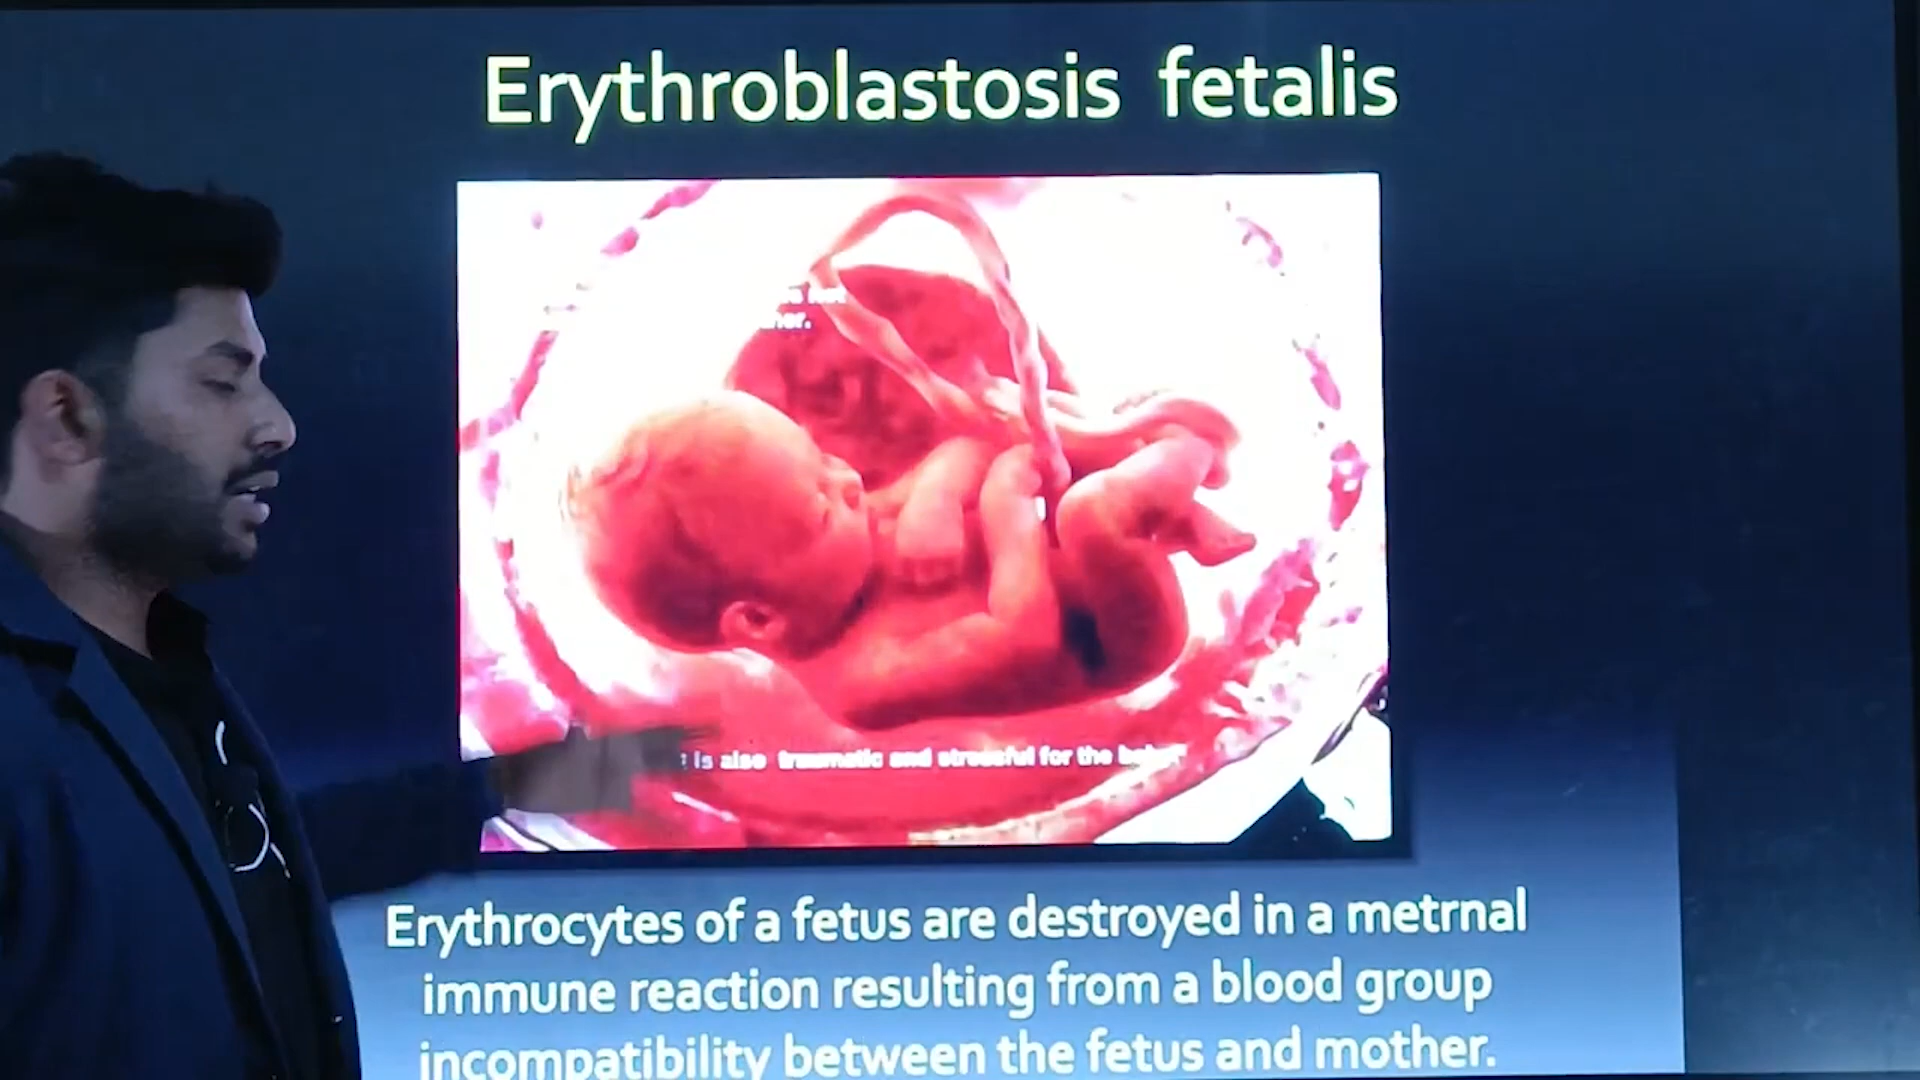 Erythroblastosis fetalis
is also traumatic and stressful for the
Erythrocytes of a fetus are destroyed in a metrnal
immune reaction resulting from a blood group
incompatibility between the fetus and mother.